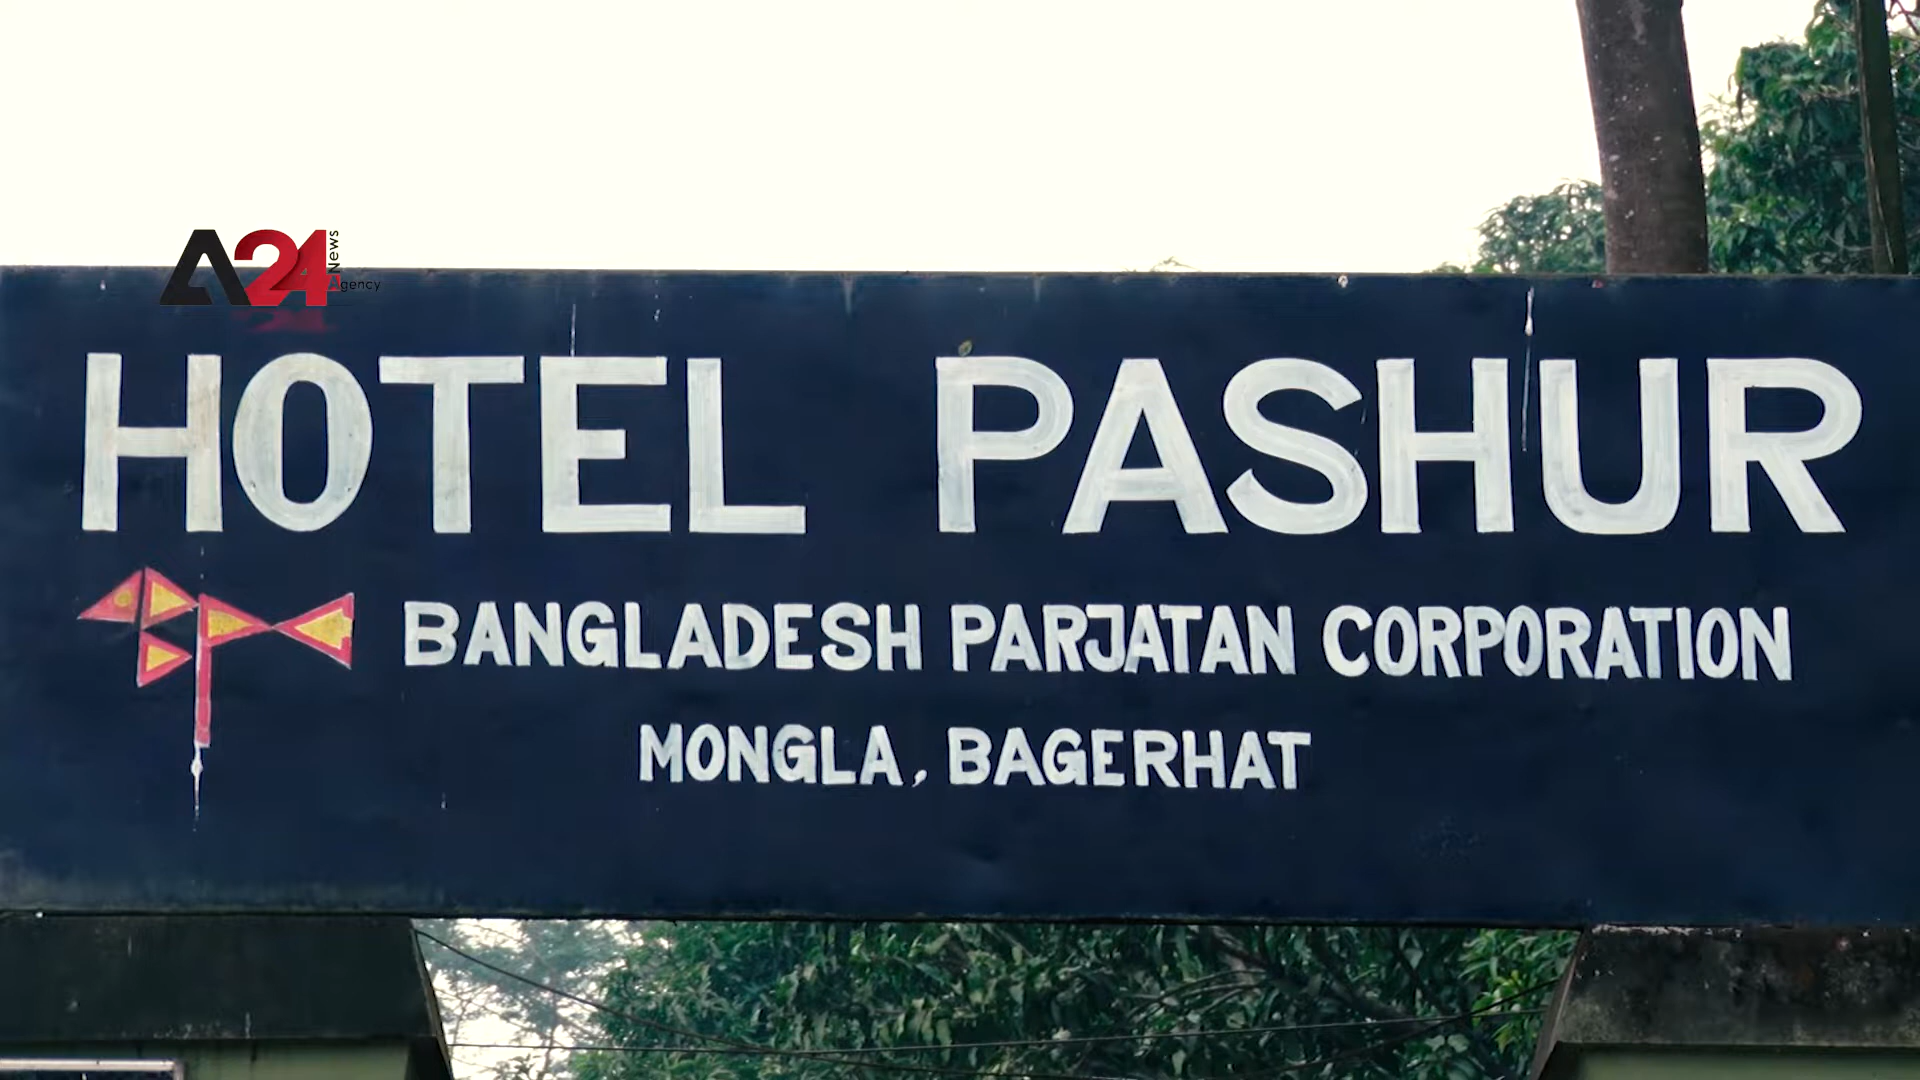 A24
News
Agency
HOTEL PASHUR
BANGLADESH PARJATAN CORPORATION
MONGLA, BAGERHAT